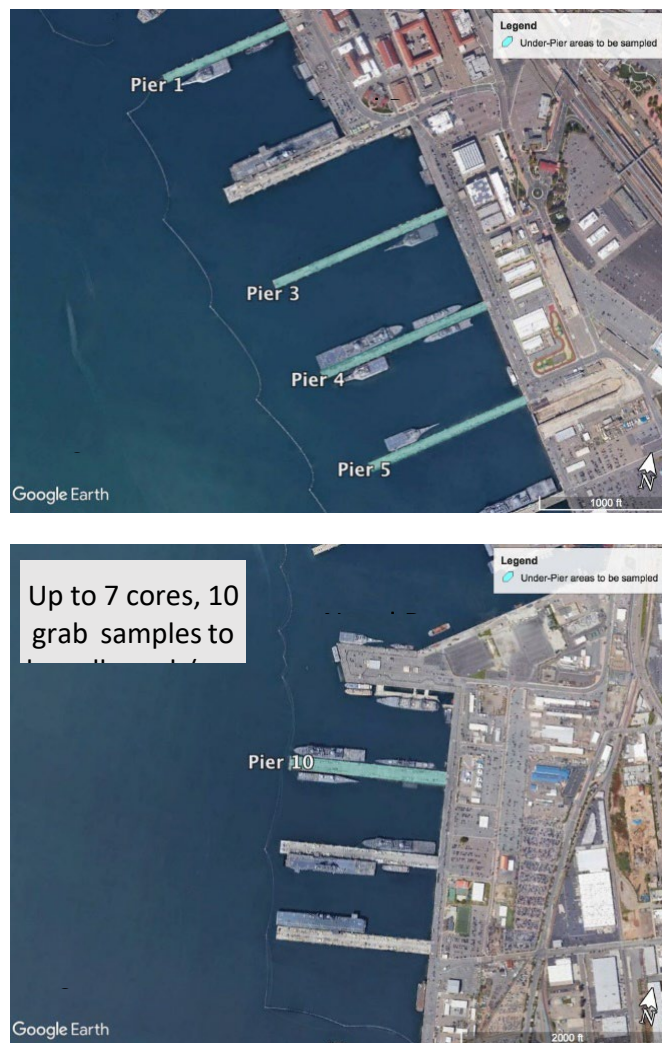 Legend
Under-Pier areas to be sampled
Pier 1
Pier 3
Pier 4
Pier 5
Google Earth
N
1000 ft
Up to 7 cores, 10
grab samples to
Legend
Under-Pier areas to be sampled
Pier 10
Google Earth
N
2000 ft